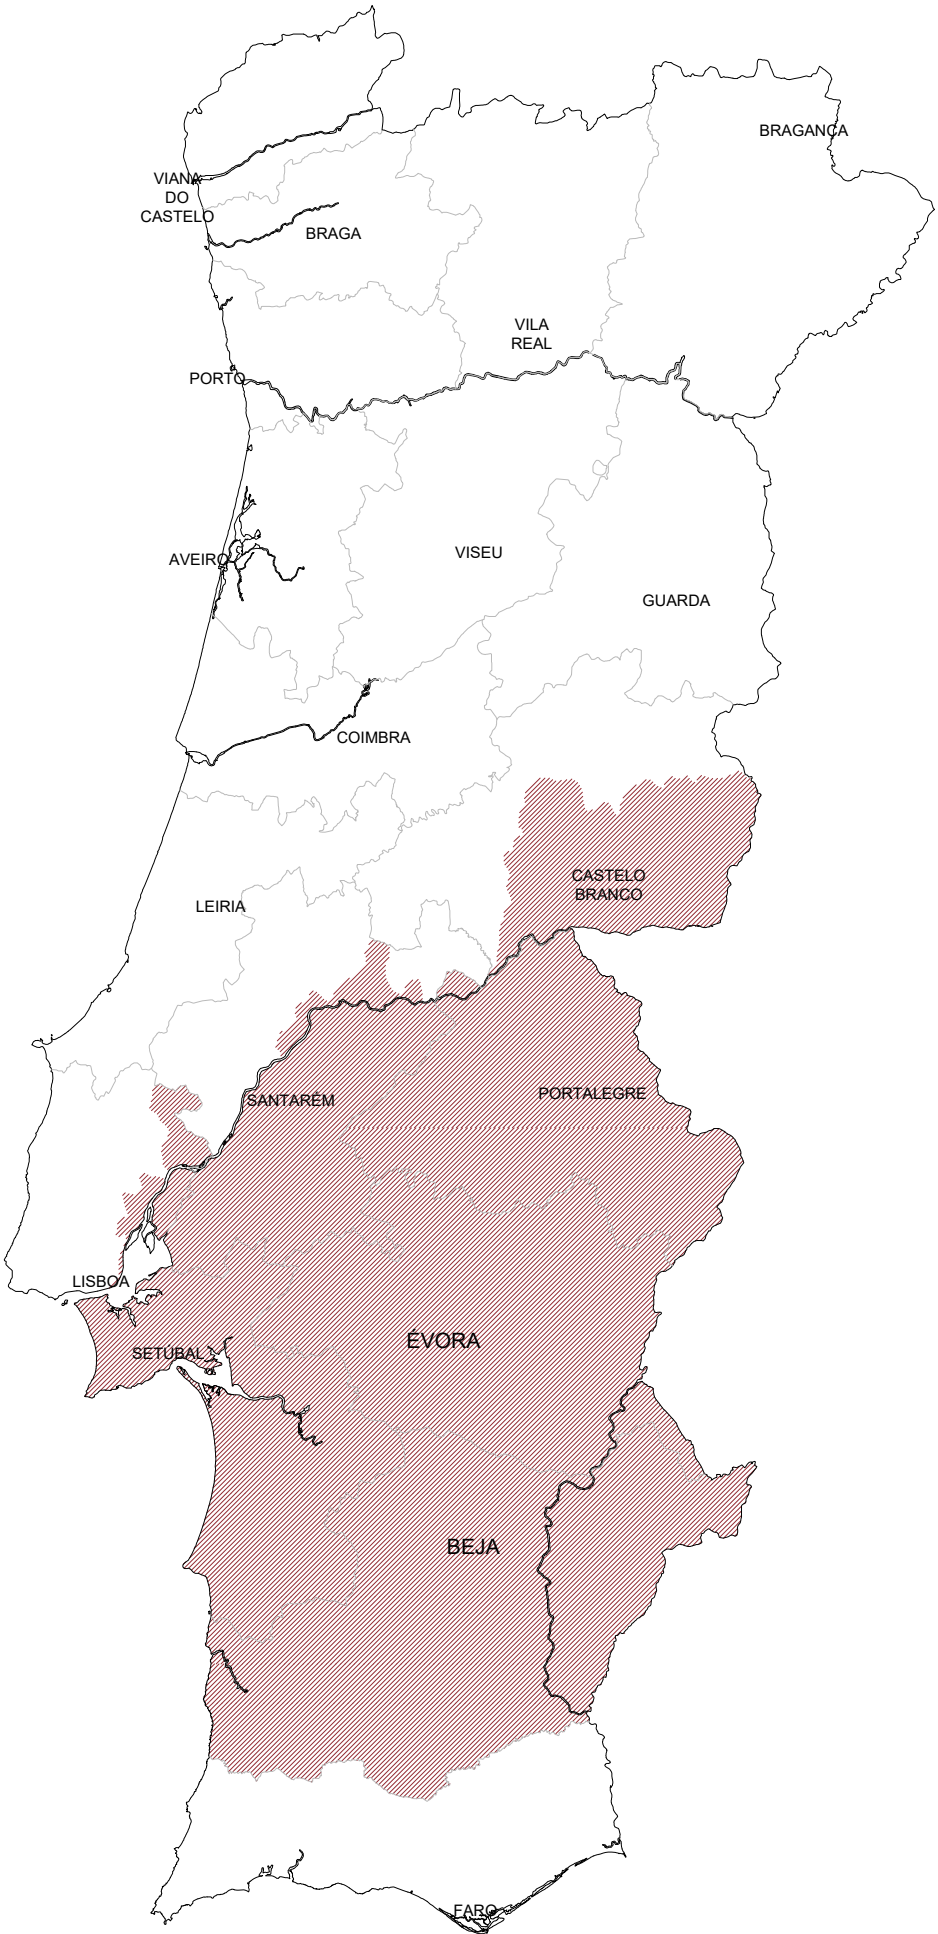 BRAGANÇA
VIANA
DO
CASTELO
BRAGA
VILA
REAL
PORTO
VISEU
AVEIRO
GUARDA
COIMBRA
CASTELO
BRANCO
LEIRIA
PORTALEGRE
SANTARÉM
LISBOA
ÉVORA
SETÚBAL
BEJA
FARO